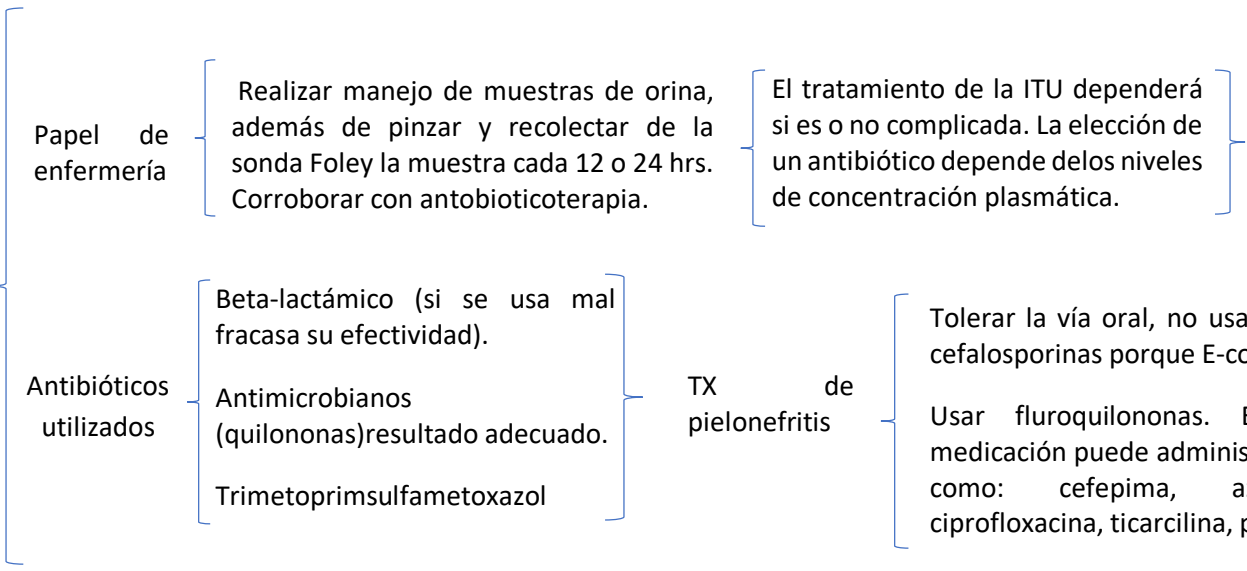 Papel de
enfermería
Realizar manejo de muestras de orina,
además de pinzar y recolectar de la
sonda Foley la muestra cada 12 o 24 hrs.
Corroborar con antobioticoterapia.
El tratamiento de la ITU dependerá
si es o no complicada. La elección de
un antibiótico depende delos niveles
de concentración plasmática.
Antibióticos
utilizados
Beta-lactámico (si se usa mal
fracasa su efectividad).
Antimicrobianos
(quilononas)resultado adecuado.
Trimetoprimsulfametoxazol
TX de
pielonefritis
Tolerar la vía oral, no usa
cefalosporinas porque E-co
Usar fluroquilononas.
medicación puede adminis
como: cefepima,
ciprofloxacina, ticarcilina,